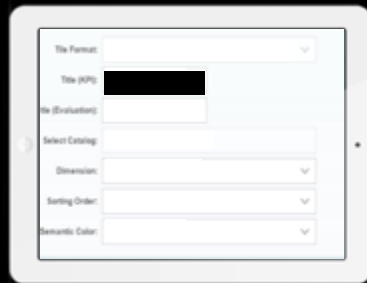 Tile Format:
Title (KPI):
tle (Evaluation):
Select Catalog:
Dimension:
Sorting Order:
Semantic Color: